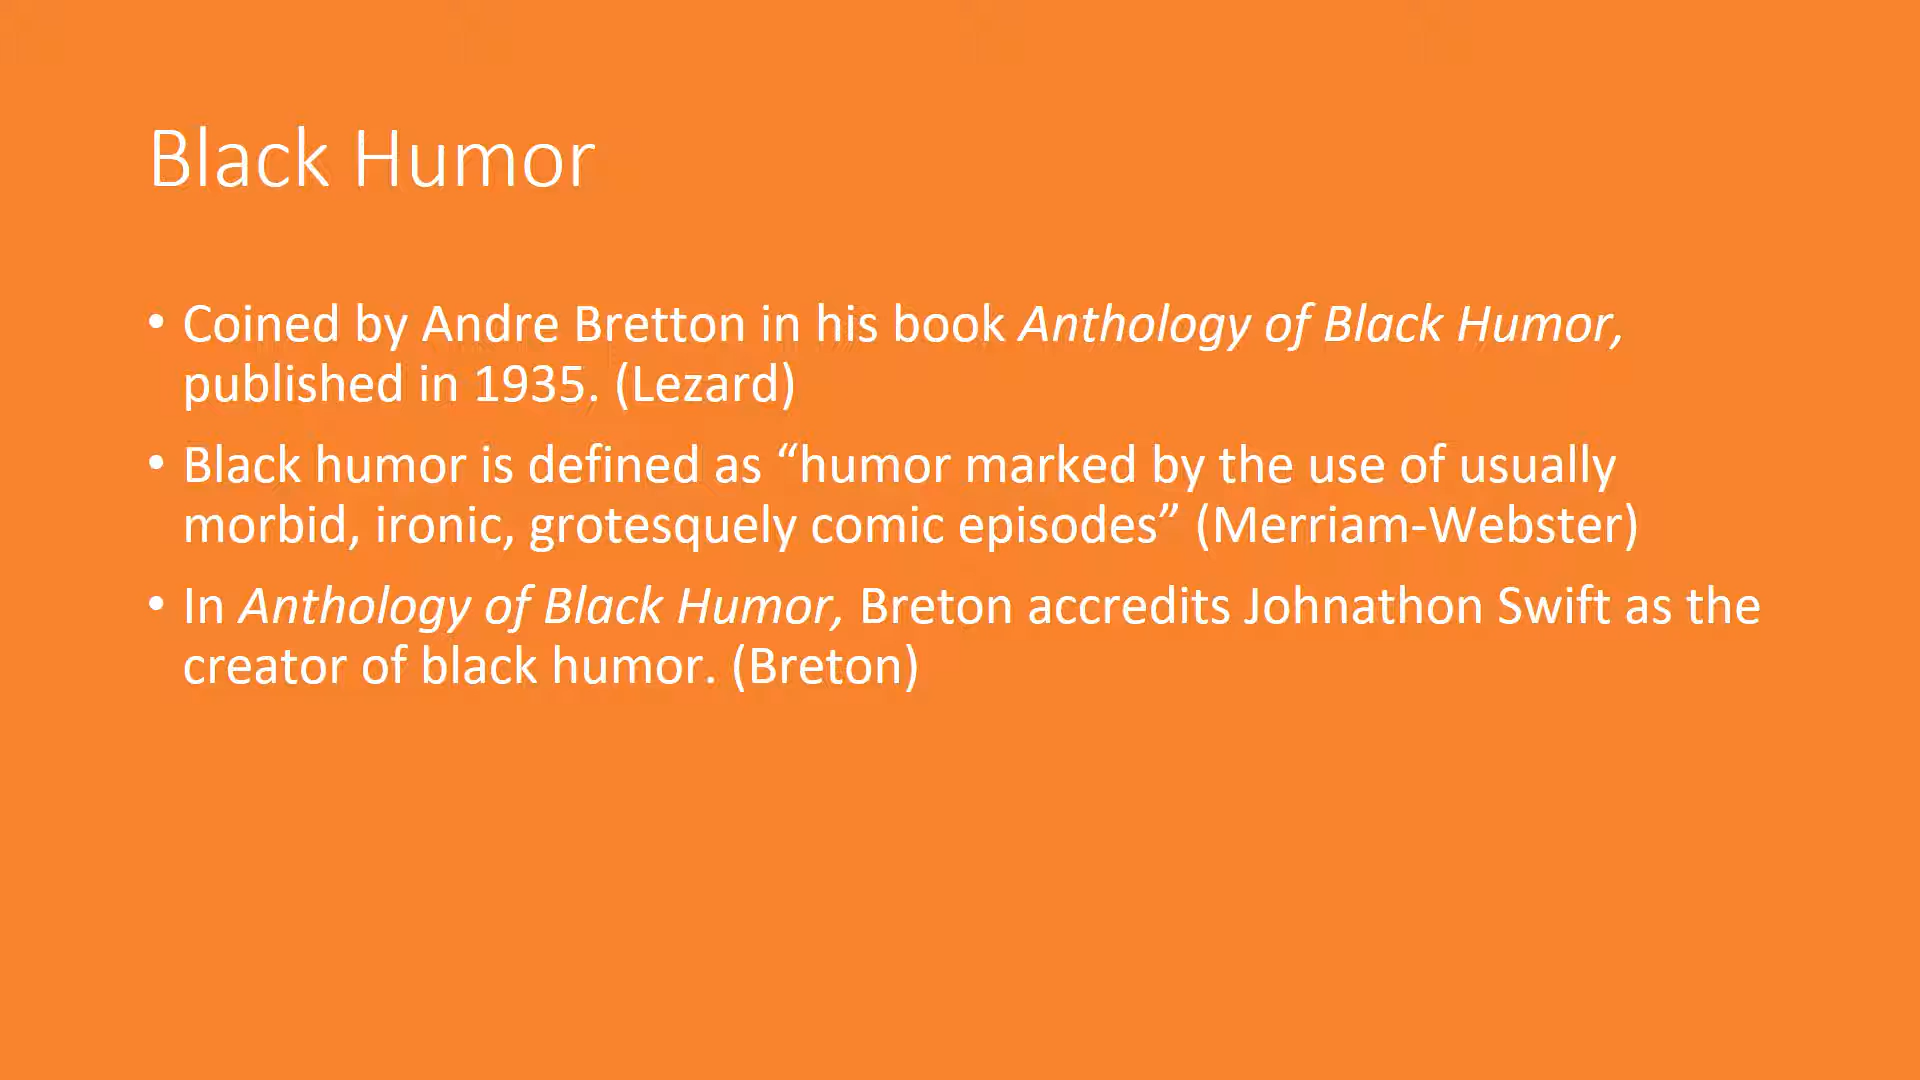 Black Humor
• Coined by Andre Bretton in his book Anthology of Black Humor,
published in 1935. (Lezard)
• Black humor is defined as “humor marked by the use of usually
morbid, ironic, grotesquely comic episodes” (Merriam-Webster)
• In Anthology of Black Humor, Breton accredits Johnathon Swift as the
creator of black humor. (Breton)